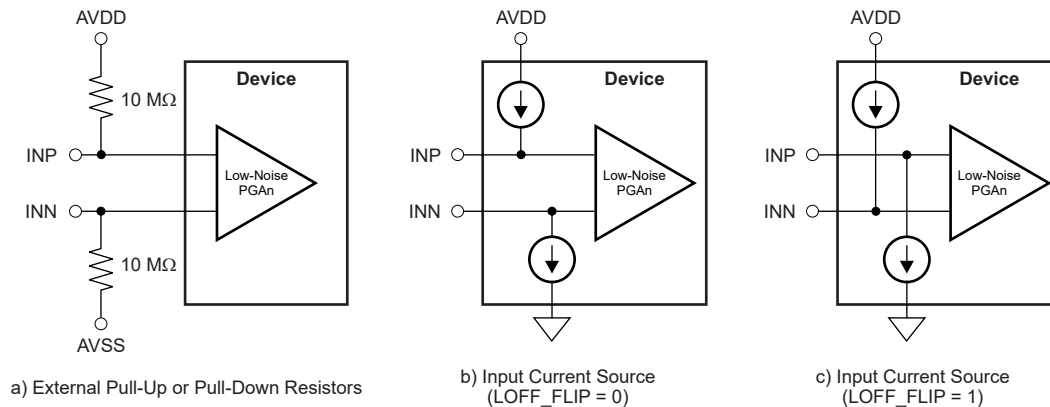 AVDD
Device
10 MΩ
INP
Low-Noise
PGAn
INN
10 MΩ
AVSS
a) External Pull-Up or Pull-Down Resistors
AVDD
Device
INP
Low-Noise
PGAn
INN
b) Input Current Source
(LOFF_FLIP = 0)
AVDD
Device
INP
Low-Noise
PGAn
INN
c) Input Current Source
(LOFF_FLIP = 1)